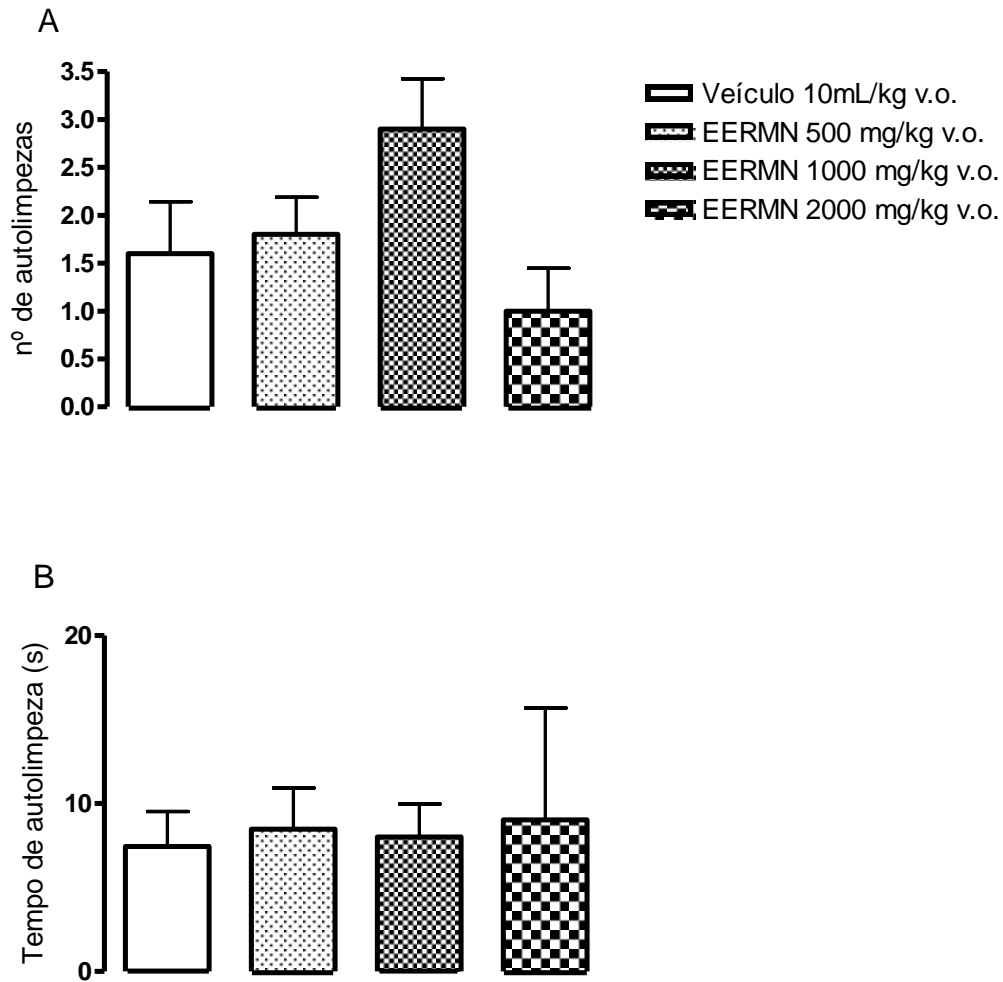 A
3.5
3.0
2.5
2.0
1.5
1.0
0.5
0.0
nº de autolimpezas
Veículo 10mL/kg v.o.
EERMN 500 mg/kg v.o.
EERMN 1000 mg/kg v.o.
EERMN 2000 mg/kg v.o.
B
20
10
0
Tempo de autolimpeza (s)